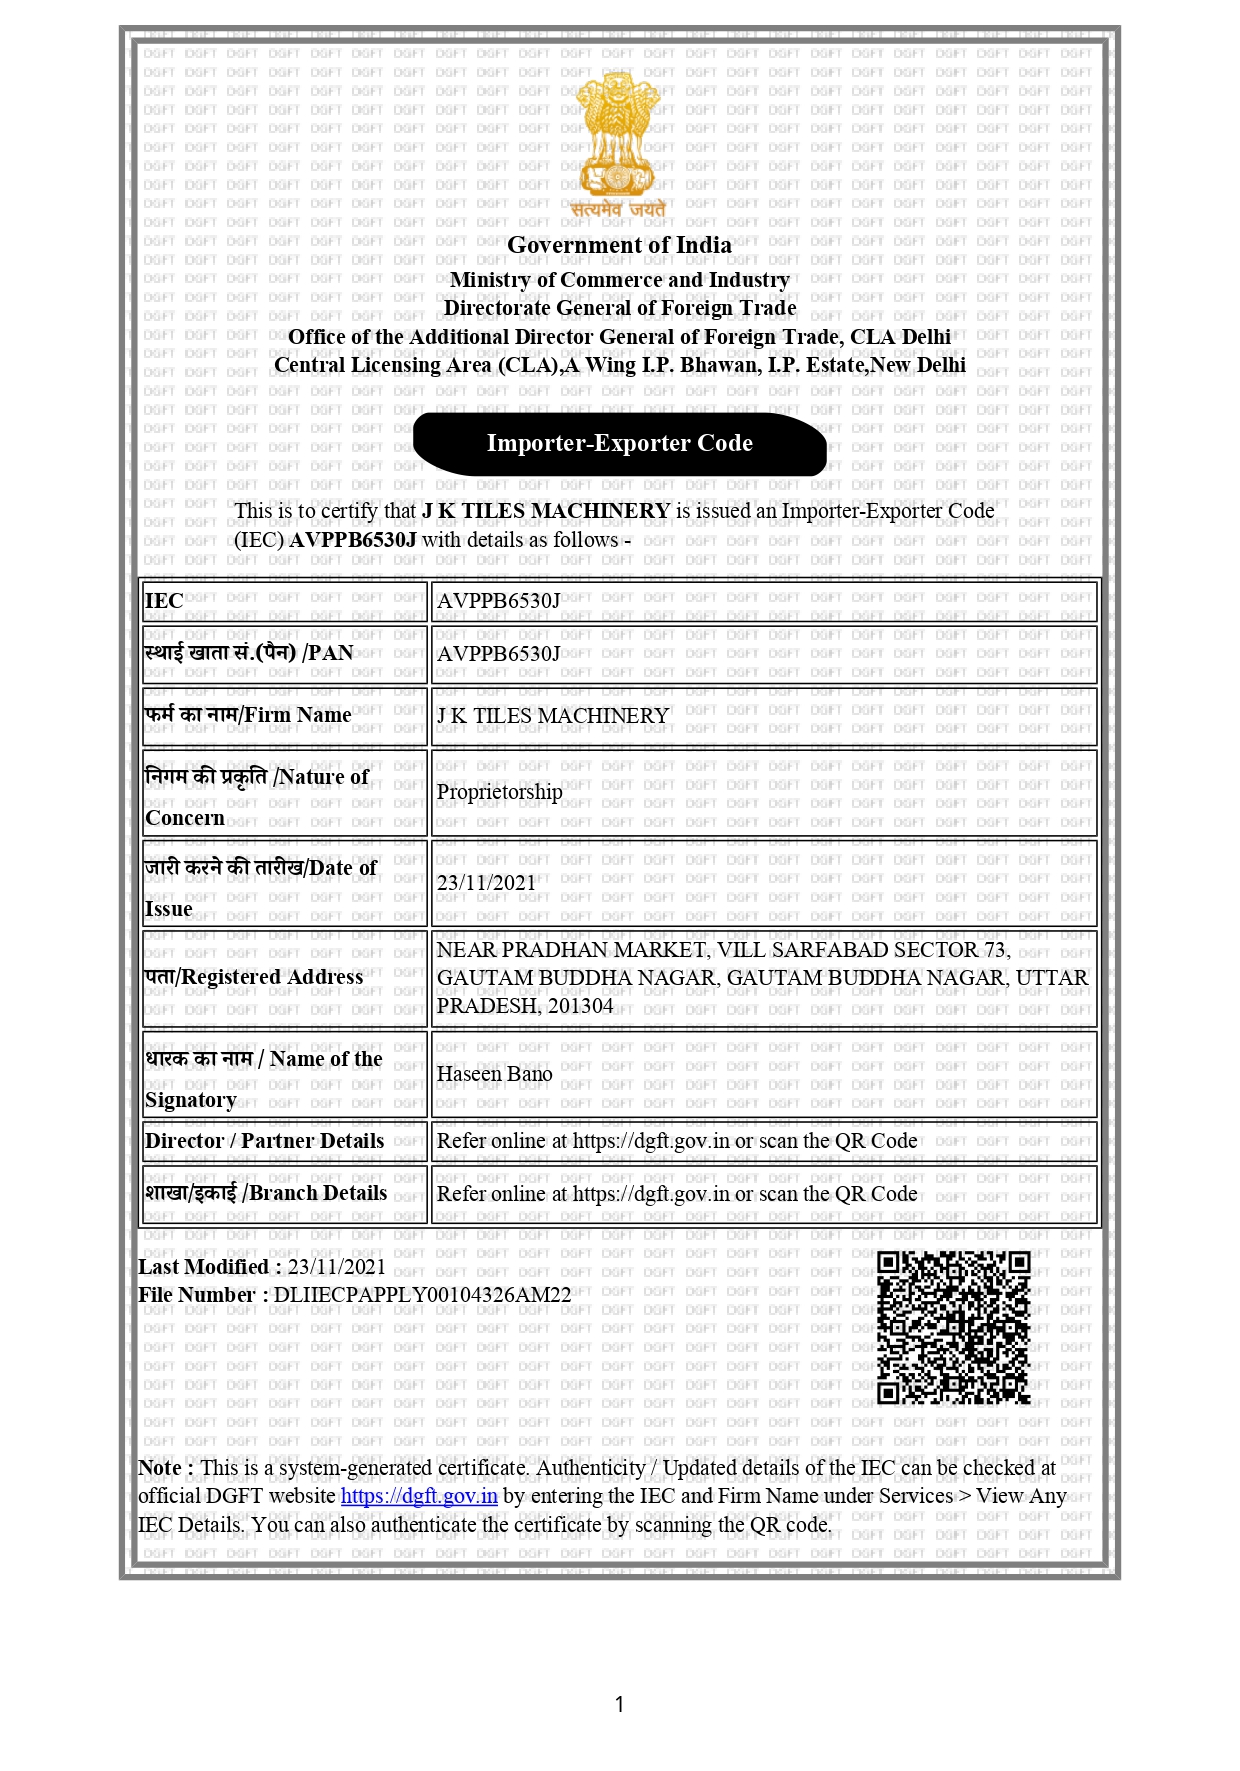 सत्यमेव जयते
Government of India
Ministry of Commerce and Industry
Directorate General of Foreign Trade
Office of the Additional Director General of Foreign Trade, CLA Delhi
Central Licensing Area (CLA),A Wing I.P. Bhawan, I.P. Estate,New Delhi
Importer-Exporter Code
This is to certify that J K TILES MACHINERY is issued an Importer-Exporter Code
(IEC) AVPPB6530J with details as follows -
IEC AVPPB6530J
स्थाई खाता सं.(पैन) /PAN AVPPB6530J
फर्म का नाम/Firm Name J K TILES MACHINERY
निगम की प्रकृति /Nature of
Concern
Proprietorship
जारी करने की तारीख/Date of
Issue
23/11/2021
पता/Registered Address
NEAR PRADHAN MARKET, VILL SARFABAD SECTOR 73,
GAUTAM BUDDHA NAGAR, GAUTAM BUDDHA NAGAR, UTTAR
PRADESH, 201304
धारक का नाम / Name of the
Signatory
Haseen Bano
Director / Partner Details Refer online at https://dgft.gov.in or scan the QR Code
शाखा/इकाई /Branch Details Refer online at https://dgft.gov.in or scan the QR Code
Last Modified : 23/11/2021
File Number : DLIIECPAPPLY00104326AM22
Note : This is a system-generated certificate. Authenticity / Updated details of the IEC can be checked at
official DGFT website https://dgft.gov.in by entering the IEC and Firm Name under Services > View Any
IEC Details. You can also authenticate the certificate by scanning the QR code.
1